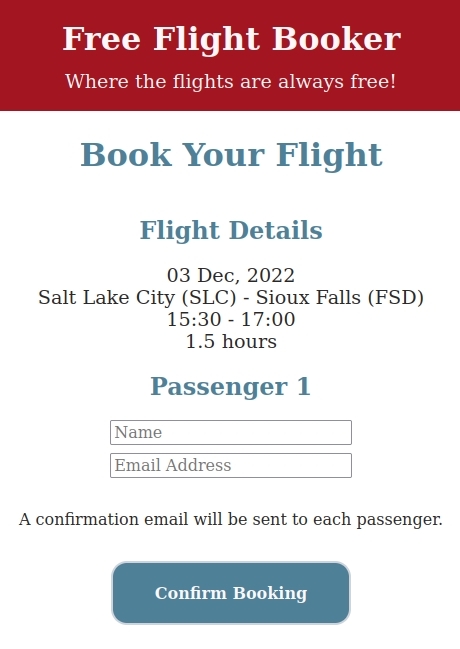 Free Flight Booker
Where the flights are always free!
Book Your Flight
Flight Details
03 Dec, 2022
Salt Lake City (SLC) - Sioux Falls (FSD)
15:30 - 17:00
1.5 hours
Passenger 1
Name
Email Address
A confirmation email will be sent to each passenger.
Confirm Booking